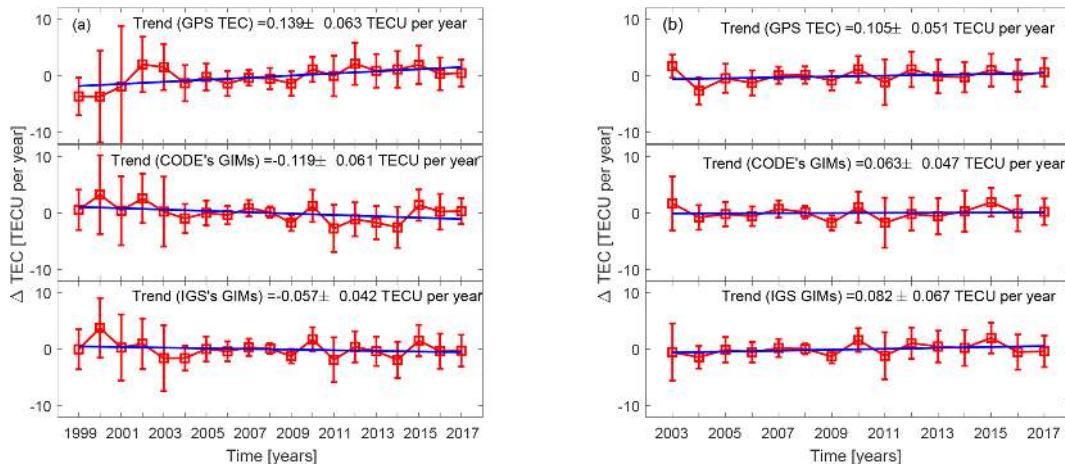 (a)
Trend (GPS TEC) =0.139± 0.063 TECU per year
10
0
-10
Trend (CODE's GIMs) =-0.119± 0.061 TECU per year
10
0
-10
Trend (IGS's GIMs) =-0.057± 0.042 TECU per year
10
0
-10
Δ TEC [TECU per year]
1999 2001 2003 2005 2007 2009 2011 2013 2015 2017
Time [years]
(b)
Trend (GPS TEC) =0.105± 0.051 TECU per year
10
0
-10
Trend (CODE's GIMs) =0.063± 0.047 TECU per year
10
0
-10
Trend (IGS GIMs) =0.082 ± 0.067 TECU per year
10
0
-10
Δ TEC [TECU per year]
2003 2005 2007 2009 2011 2013 2015 2017
Time [years]